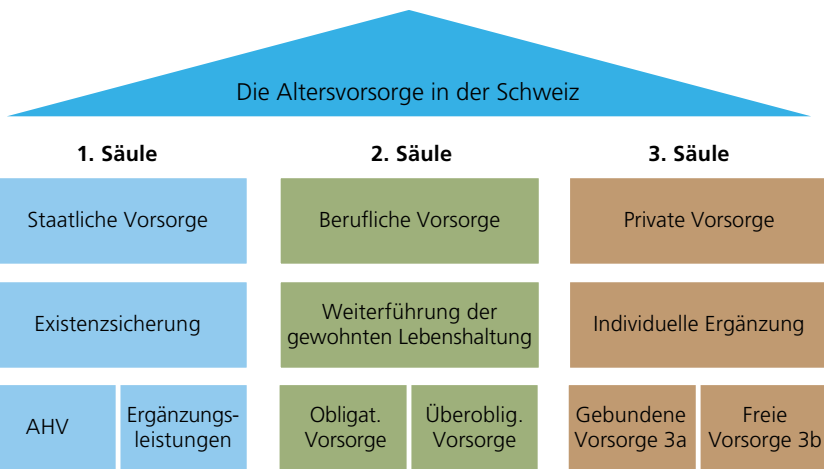 Die Altersvorsorge in der Schweiz
1. Säule
2. Säule
3. Säule
Staatliche Vorsorge
Berufliche Vorsorge
Private Vorsorge
Existenzsicherung
Weiterführung der
gewohnten Lebenshaltung
Individuelle Ergänzung
AHV
Ergänzungs-
leistungen
Obligat.
Vorsorge
Überoblig.
Vorsorge
Gebundene
Vorsorge 3a
Freie
Vorsorge 3b